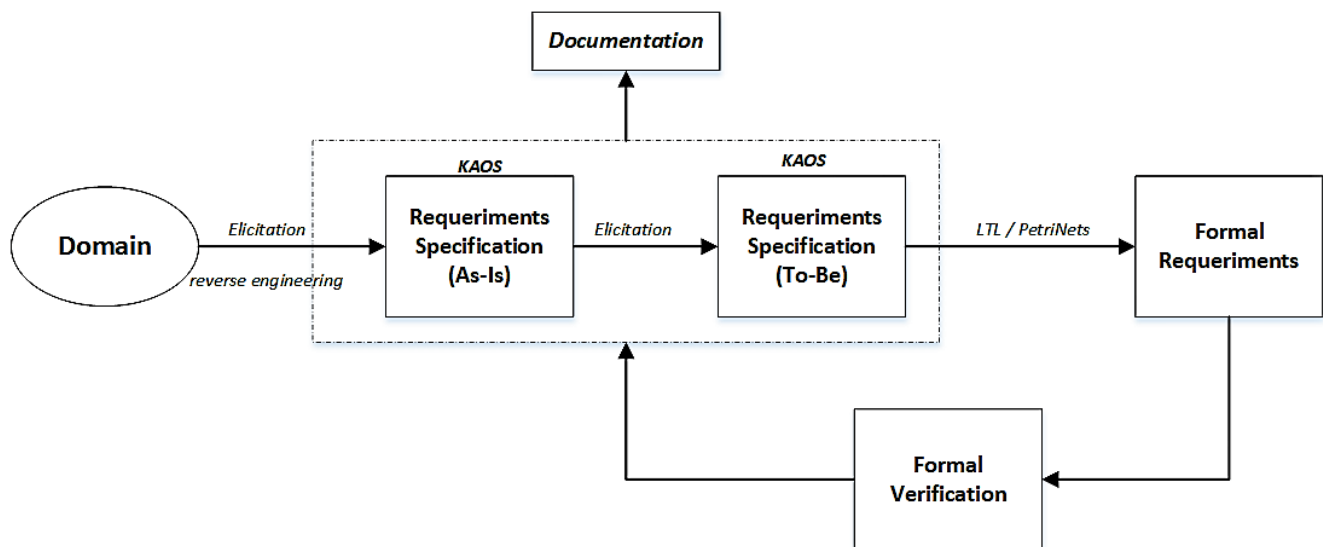 Documentation
KAOS
KAOS
Domain
Elicitation
reverse engineering
Requeriments
Specification
(As-Is)
Elicitation
Requeriments
Specification
(To-Be)
LTL / PetriNets
Formal
Requeriments
Formal
Verification